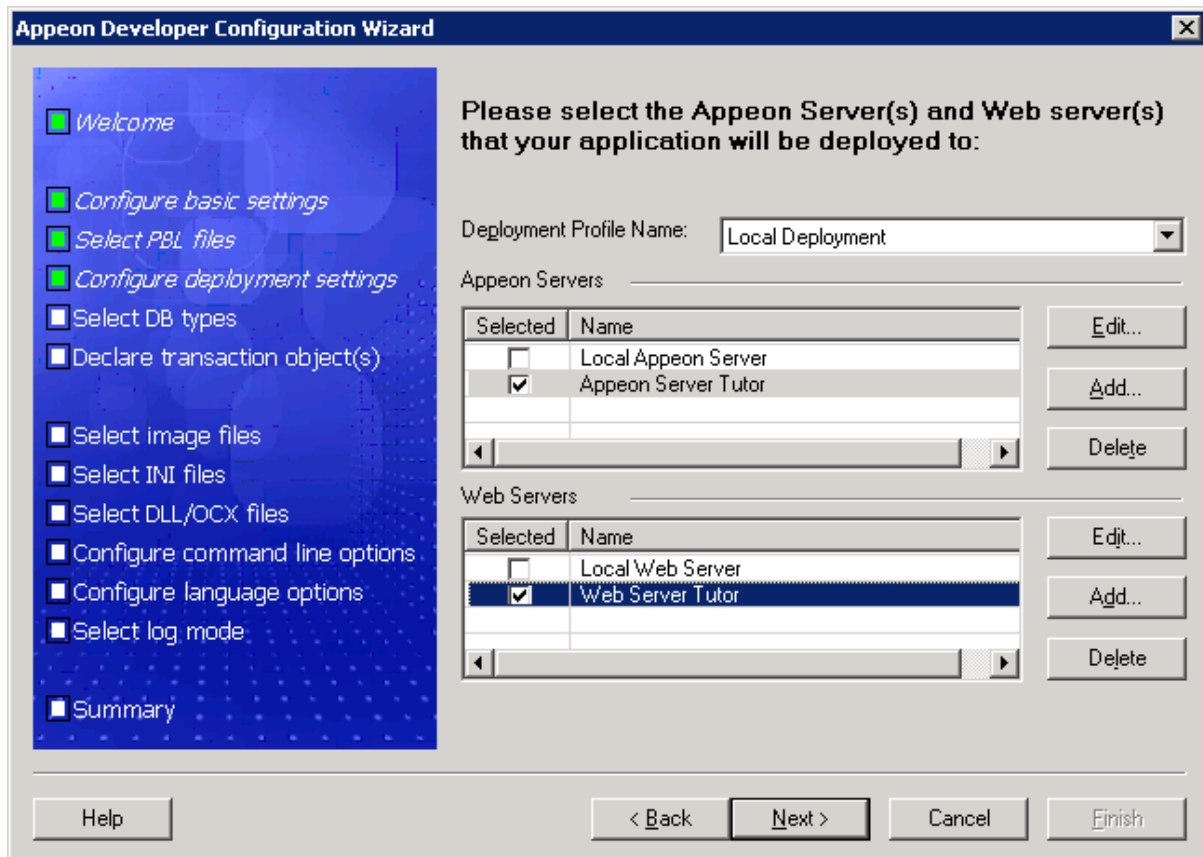 Appeon Developer Configuration Wizard
Welcome
Configure basic settings
Select PBL files
Configure deployment settings
Select DB types
Declare transaction object(s)
Select image files
Select INI files
Select DLL/OCX files
Configure command line options
Configure language options
Select log mode
Summary
Please select the Appeon Server(s) and Web server(s)
that your application will be deployed to:
Deployment Profile Name: Local Deployment
Appeon Servers
Selected Name
Local Appeon Server
Appeon Server Tutor
Edit...
Add...
Delete
Web Servers
Selected Name
Local Web Server
Web Server Tutor
Edit...
Add...
Delete
Help < Back Next > Cancel Finish